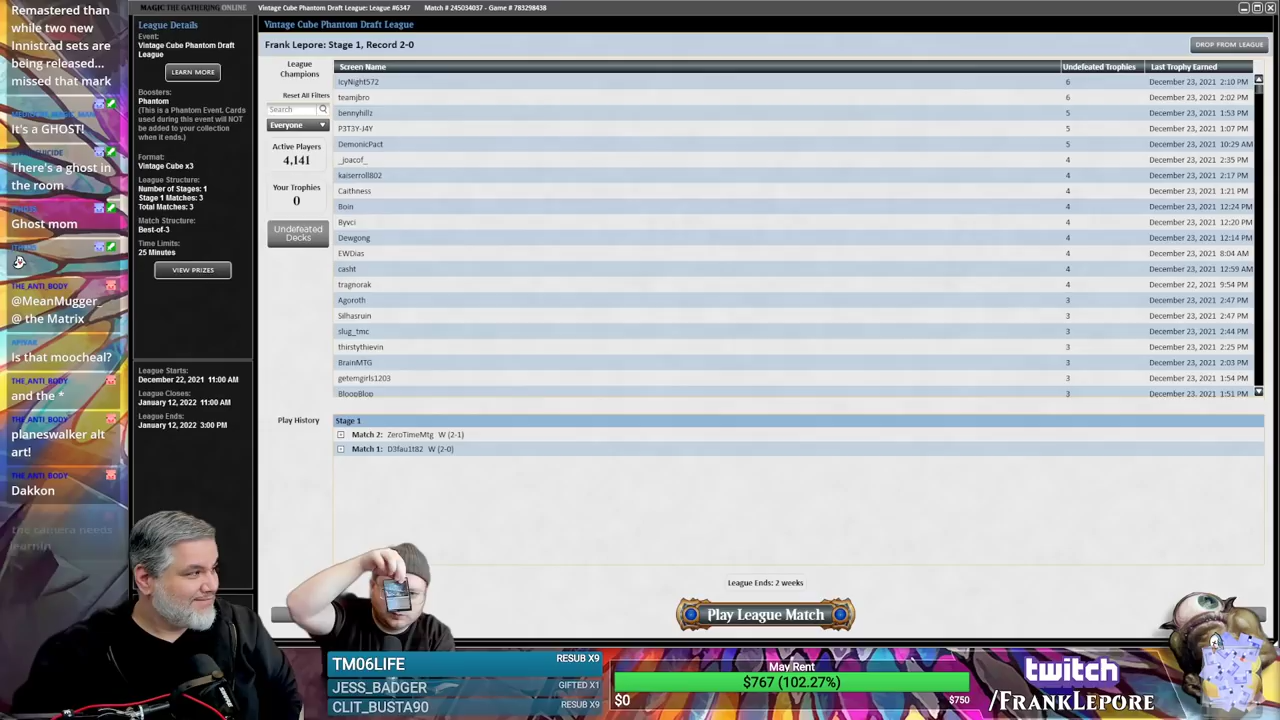 MAGIC THE GATHERING ONLINE
Vintage Cube Phantom Draft League: League #6347
Match # 245034037 - Game # 783298438
Remastered than
while two new
Innistrad sets are
being released...
missed that mark
It's a GHOST!
There's a ghost in
the room
Ghost mom
THE ANTI_BODY
@MeanMugger_
@ the Matrix
Is that moocheal?
THE ANTI_BODY
and the *
THE ANTI_BODY
planeswalker alt
art!
THE ANTI_BODY
Dakkon
the camera needs
learnin
League Details
Event:
Vintage Cube Phantom Draft
League
LEARN MORE
Boosters:
Phantom
(This is a Phantom Event. Cards
used during this event will NOT
be added to your collection
when it ends.)
Format:
Vintage Cube x3
League Structure:
Number of Stages: 1
Stage 1 Matches: 3
Total Matches: 3
Match Structure:
Best-of-3
Time Limits:
25 Minutes
VIEW PRIZES
League Starts:
December 22, 2021 11:00 AM
League Closes:
January 12, 2022 11:00 AM
League Ends:
January 12, 2022 3:00 PM
Vintage Cube Phantom Draft League
Frank Lepore: Stage 1, Record 2-0
DROP FROM LEAGUE
League
Champions
Reset All Filters
Search
Everyone
Active Players
4,141
Your Trophies
0
Undefeated
Decks
Screen Name Undefeated Trophies Last Trophy Earned
IcyNight572 6 December 23, 2021 2:10 PM
teamjbro 6 December 23, 2021 2:02 PM
bennyhillz 5 December 23, 2021 1:53 PM
P3T3Y-J4Y 5 December 23, 2021 1:07 PM
DemonicPact 5 December 23, 2021 10:29 AM
_joacof_ 4 December 23, 2021 2:35 PM
kaiserroll802 4 December 23, 2021 2:17 PM
Caithness 4 December 23, 2021 1:21 PM
Boin 4 December 23, 2021 12:24 PM
Byvci 4 December 23, 2021 12:20 PM
Dewgong 4 December 23, 2021 12:14 PM
EWDias 4 December 23, 2021 8:04 AM
casht 4 December 23, 2021 12:59 AM
tragnorak 4 December 22, 2021 9:54 PM
Agoroth 3 December 23, 2021 2:47 PM
Silhasruin 3 December 23, 2021 2:47 PM
slug_tmc 3 December 23, 2021 2:44 PM
thirstythievin 3 December 23, 2021 2:25 PM
BrainMTG 3 December 23, 2021 2:03 PM
getemgirls1203 3 December 23, 2021 1:54 PM
BloopBlop 3 December 23, 2021 1:51 PM
Play History
Stage 1
Match 2: ZeroTimeMtg W (2-1)
Match 1: D3fau1t82 W (2-0)
League Ends: 2 weeks
Play League Match
TM06LIFE RESUB X9
JESS_BADGER GIFTED X1
CLIT_BUSTA90 RESUB X9
May Rent
$767 (102.27%)
$0 $750
twitch
/FRANKLEPORE